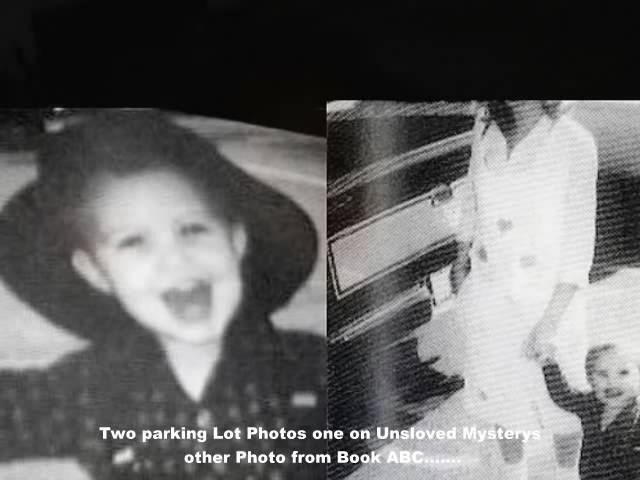 Two parking Lot Photos one on Unsloved Mysterys
other Photo from Book ABC.......